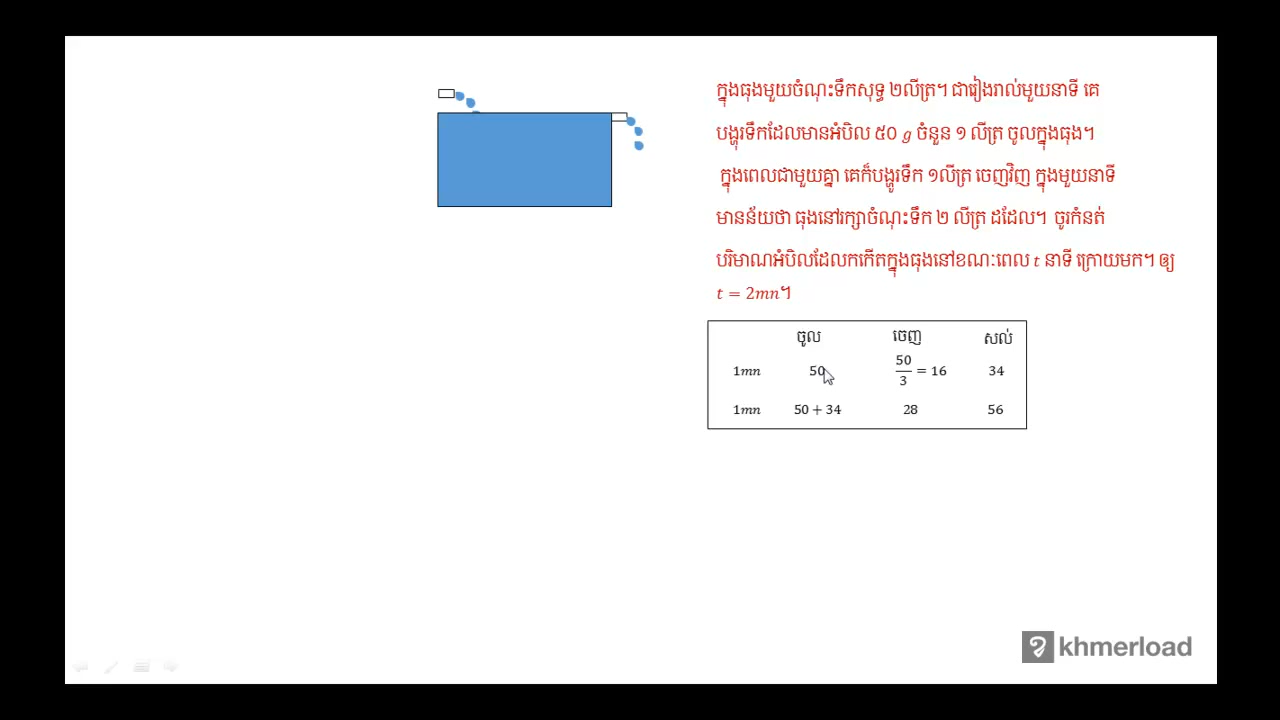 ក្នុងធុងមួយចំណុះទឹកសុទ្ធ ២លីត្រ។ ជារៀងរាល់មួយនាទី គេ
បង្ហូរទឹកដែលមានអំបិល ៥០ g ចំនួន ១ លីត្រ ចូលក្នុងធុង។
ក្នុងពេលជាមួយគ្នា គេក៏បង្ហូរទឹក ១លីត្រ ចេញវិញ ក្នុងមួយនាទី
មានន័យថា ធុងនៅរក្សាចំណុះទឹក ២ លីត្រ ដដែល។ ចូរកំនត់
បរិមាណអំបិលដែលកកើតក្នុងធុងនៅខណៈពេល t នាទី ក្រោយមក។ ឲ្យ
t = 2mn។
ចូល ចេញ សល់
1mn 50 50/3 = 16 34
1mn 50 + 34 28 56
khmerload